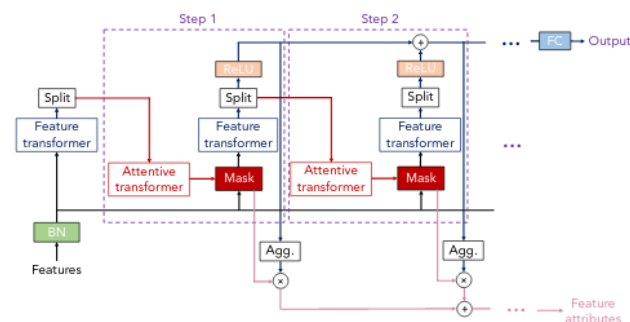 Step 1
Step 2
FC
Output
ReLU
ReLU
Split
Split
Split
Feature
transformer
Feature
transformer
Feature
transformer
Attentive
transformer
Mask
Attentive
transformer
Mask
BN
Features
Agg.
Agg.
Feature
attributes